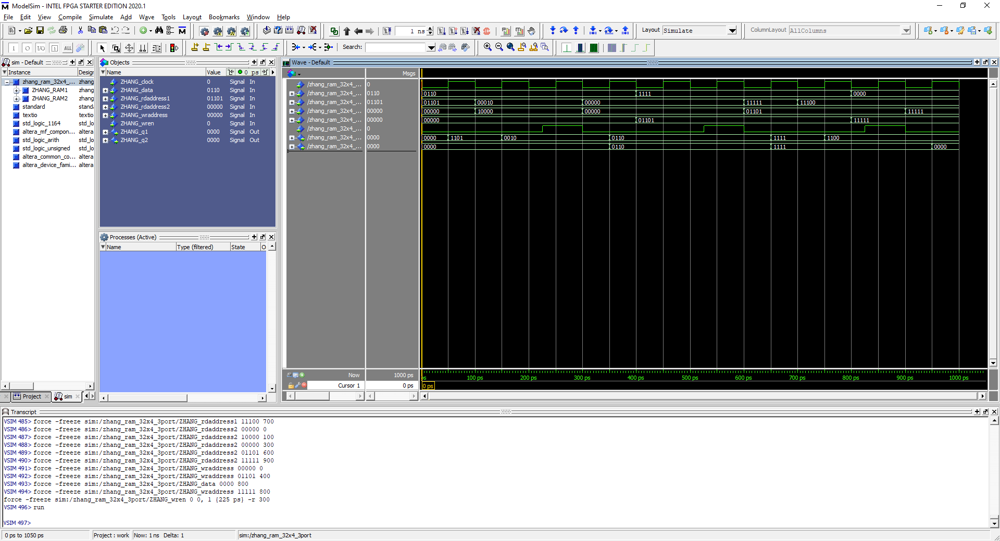 ModelSim - INTEL FPGA STARTER EDITION 2020.1
File Edit View Compile Simulate Add Wave Tools Layout Bookmarks Window Help
1 ns
Layout Simulate
ColumnLayout AllColumns
Search:
sim - Default
Instance Design
zhang_ram_32x4_... zhang
ZHANG_RAM1 zhang
ZHANG_RAM2 zhang
standard standa
textio textio
std_logic_1164 std_lo
altera_mf_compon... altera
std_logic_arith std_lo
std_logic_unsigned std_lo
altera_common_co... altera
altera_device_fami... altera
Project sim
Objects
Name Value 0 ps
ZHANG_clock 0 Signal In
ZHANG_data 0110 Signal In
ZHANG_rdaddress1 01101 Signal In
ZHANG_rdaddress2 00000 Signal In
ZHANG_wraddress 00000 Signal In
ZHANG_wren 0 Signal In
ZHANG_q1 0000 Signal Out
ZHANG_q2 0000 Signal Out
Processes (Active)
Name Type (filtered) State O
Wave - Default
Msgs
/zhang_ram_32x4_... 0
/zhang_ram_32x4_... 0110 0110 1111 0000
/zhang_ram_32x4_... 01101 01101 00010 00000 11111 11100
/zhang_ram_32x4_... 00000 00000 10000 00000 01101 11111
/zhang_ram_32x4_... 00000 00000 01101 11111
/zhang_ram_32x4_... 0
/zhang_ram_32x4_... 0000 0000 1101 0010 0110 1111 1100
/zhang_ram_32x4_... 0000 0000 0110 1111 0000
Now 1000 ps ps 100 ps 200 ps 300 ps 400 ps 500 ps 600 ps 700 ps 800 ps 900 ps 1000 ps
Cursor 1 0 ps 0 ps
Transcript
VSIM 485> force -freeze sim:/zhang_ram_32x4_3port/ZHANG_rdaddress1 11100 700
VSIM 486> force -freeze sim:/zhang_ram_32x4_3port/ZHANG_rdaddress2 00000 0
VSIM 487> force -freeze sim:/zhang_ram_32x4_3port/ZHANG_rdaddress2 10000 100
VSIM 488> force -freeze sim:/zhang_ram_32x4_3port/ZHANG_rdaddress2 00000 300
VSIM 489> force -freeze sim:/zhang_ram_32x4_3port/ZHANG_rdaddress2 01101 600
VSIM 490> force -freeze sim:/zhang_ram_32x4_3port/ZHANG_rdaddress2 11111 900
VSIM 491> force -freeze sim:/zhang_ram_32x4_3port/ZHANG_wraddress 00000 0
VSIM 492> force -freeze sim:/zhang_ram_32x4_3port/ZHANG_wraddress 01101 400
VSIM 493> force -freeze sim:/zhang_ram_32x4_3port/ZHANG_data 0000 800
VSIM 494> force -freeze sim:/zhang_ram_32x4_3port/ZHANG_wraddress 11111 800
force -freeze sim:/zhang_ram_32x4_3port/ZHANG_wren 0 0, 1 {225 ps} -r 300
VSIM 496> run
VSIM 497>
0 ps to 1050 ps Project : work Now: 1 ns Delta: 1 sim:/zhang_ram_32x4_3port